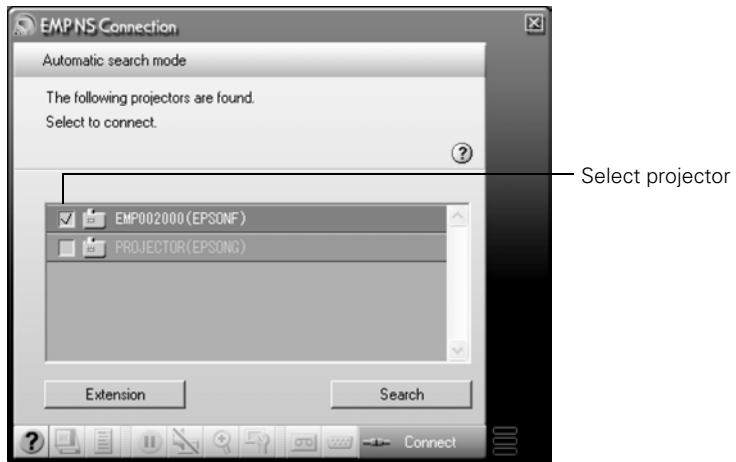 EMP NS Connection
Automatic search mode
The following projectors are found.
Select to connect.
Select projector
EMP002000(EPSONF)
PROJECTOR(EPSONG)
Extension
Search
Connect